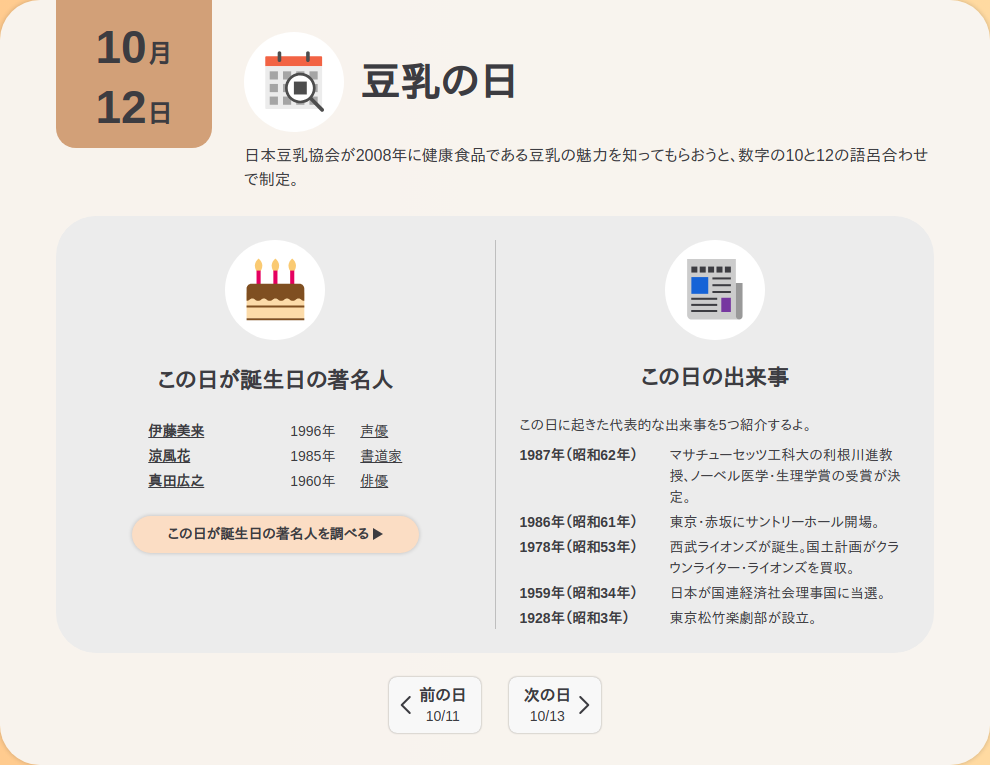 10月
12日
豆乳の日
日本豆乳協会が2008年に健康食品である豆乳の魅力を知ってもらおうと、数字の10と12の語呂合わせ
で制定。
この日が誕生日の著名人
伊藤美来 1996年 声優
涼風花 1985年 書道家
真田広之 1960年 俳優
この日が誕生日の著名人を調べる▶
この日の出来事
この日に起きた代表的な出来事を5つ紹介するよ。
1987年（昭和62年） マサチューセッツ工科大の利根川進教
授、ノーベル医学・生理学賞の受賞が決
定。
1986年（昭和61年） 東京・赤坂にサントリーホール開場。
1978年（昭和53年） 西武ライオンズが誕生。国土計画がクラ
ウンライター・ライオンズを買収。
1959年（昭和34年） 日本が国連経済社会理事国に当選。
1928年（昭和3年） 東京松竹楽劇部が設立。
前の日
10/11
次の日
10/13